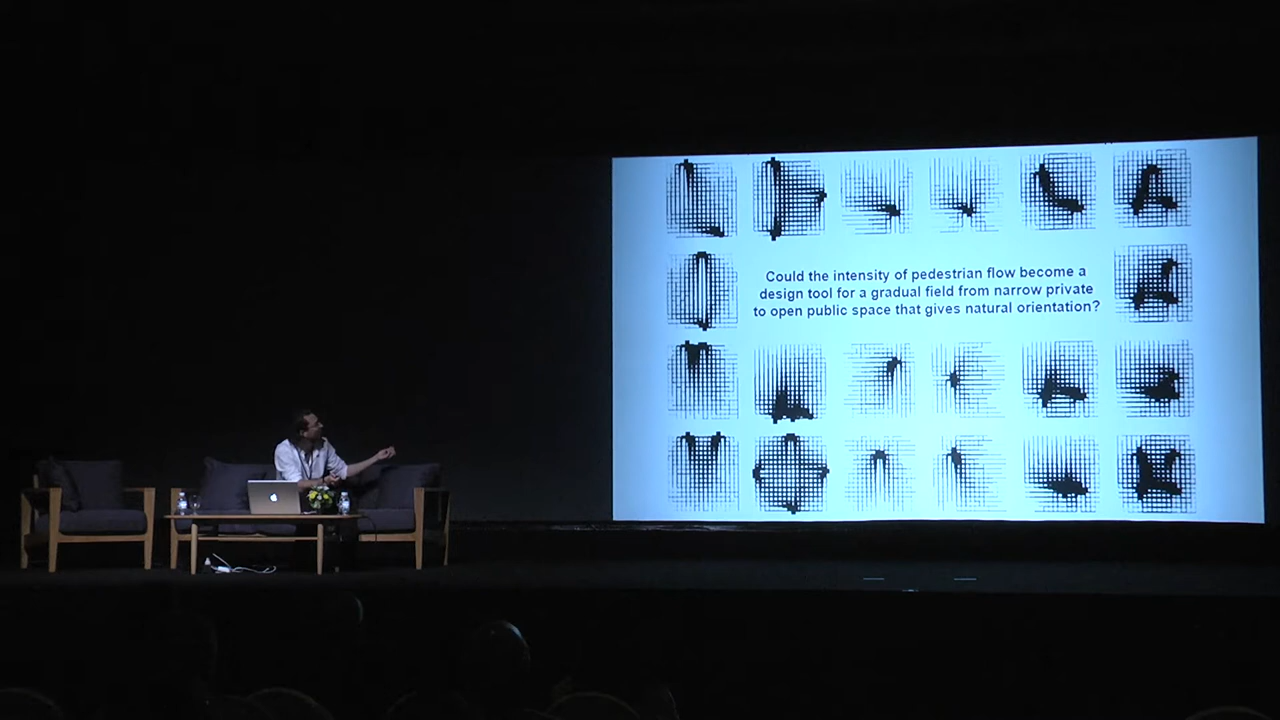 Could the intensity of pedestrian flow become a
design tool for a gradual field from narrow private
to open public space that gives natural orientation?